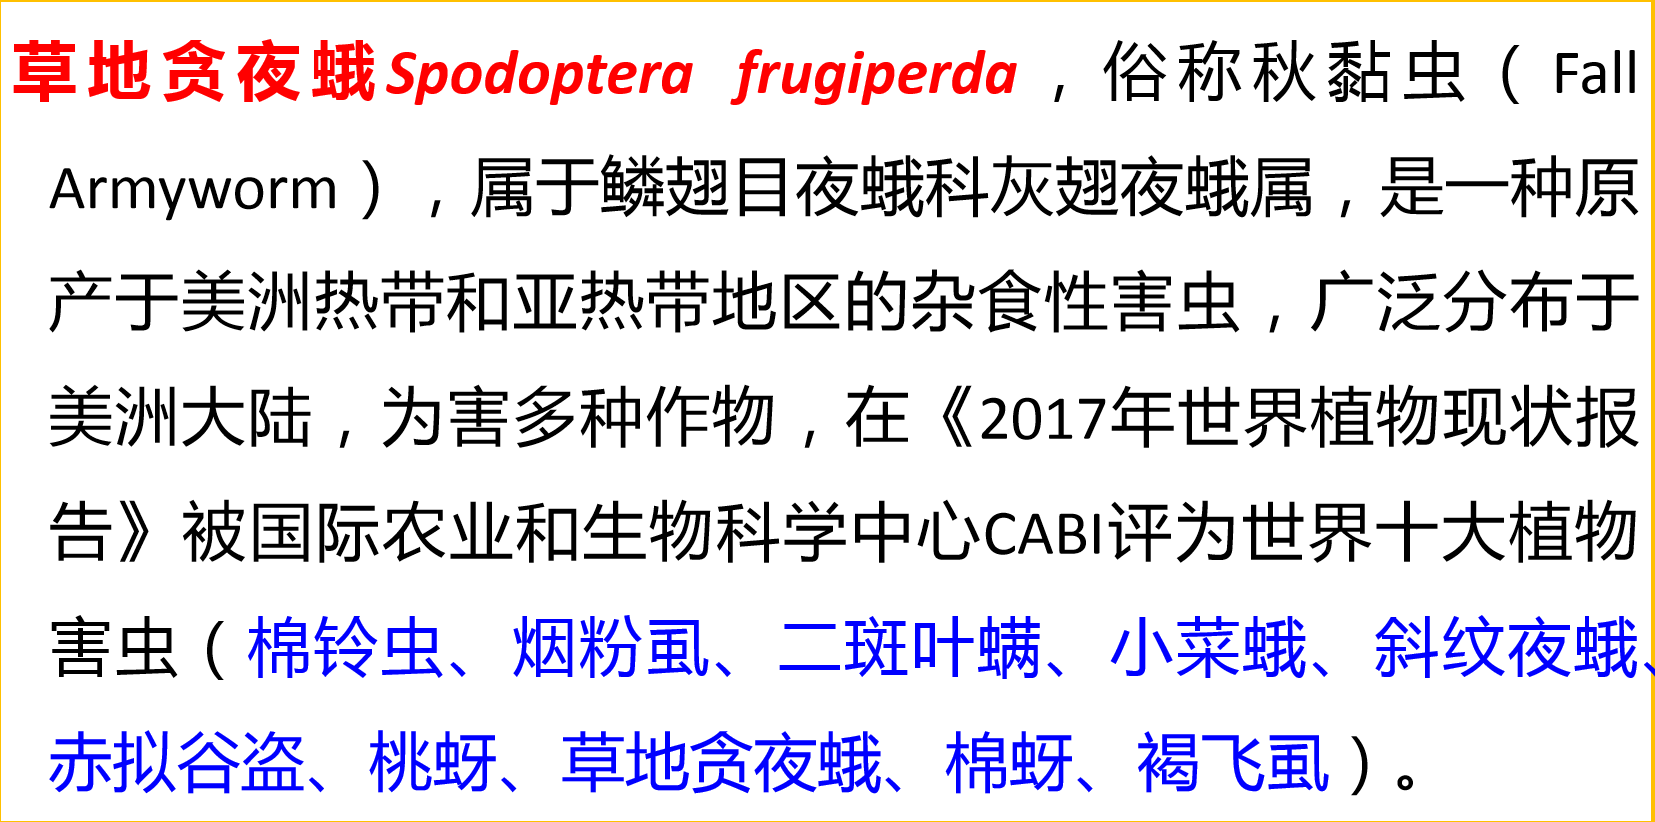 草地贪夜蛾Spodoptera frugiperda，俗称秋黏虫（Fall
Armyworm），属于鳞翅目夜蛾科灰翅夜蛾属，是一种原
产于美洲热带和亚热带地区的杂食性害虫，广泛分布于
美洲大陆，为害多种作物，在《2017年世界植物现状报
告》被国际农业和生物科学中心CABI评为世界十大植物
害虫（棉铃虫、烟粉虱、二斑叶螨、小菜蛾、斜纹夜蛾、
赤拟谷盗、桃蚜、草地贪夜蛾、棉蚜、褐飞虱）。